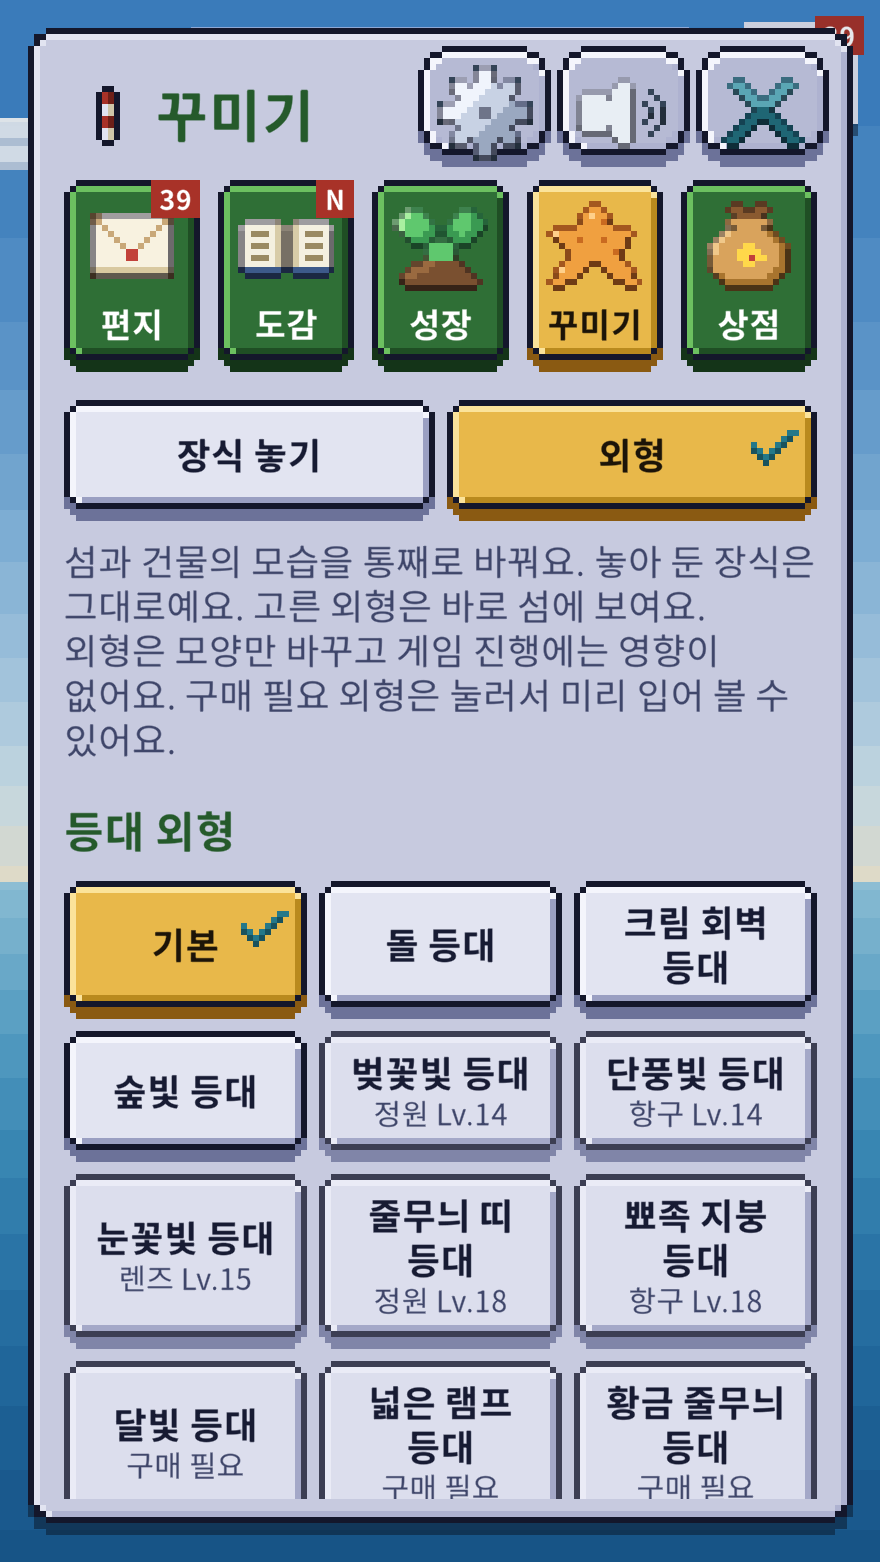 꾸미기
39
N
편지
도감
성장
꾸미기
상점
장식 놓기
외형
섬과 건물의 모습을 통째로 바꿔요. 놓아 둔 장식은
그대로예요. 고른 외형은 바로 섬에 보여요.
외형은 모양만 바꾸고 게임 진행에는 영향이
없어요. 구매 필요 외형은 눌러서 미리 입어 볼 수
있어요.
등대 외형
기본
돌 등대
크림 회벽
등대
숲빛 등대
벚꽃빛 등대
정원 Lv.14
단풍빛 등대
항구 Lv.14
눈꽃빛 등대
렌즈 Lv.15
줄무늬 띠
등대
정원 Lv.18
뾰족 지붕
등대
항구 Lv.18
달빛 등대
구매 필요
넓은 램프
등대
구매 필요
황금 줄무늬
등대
구매 필요